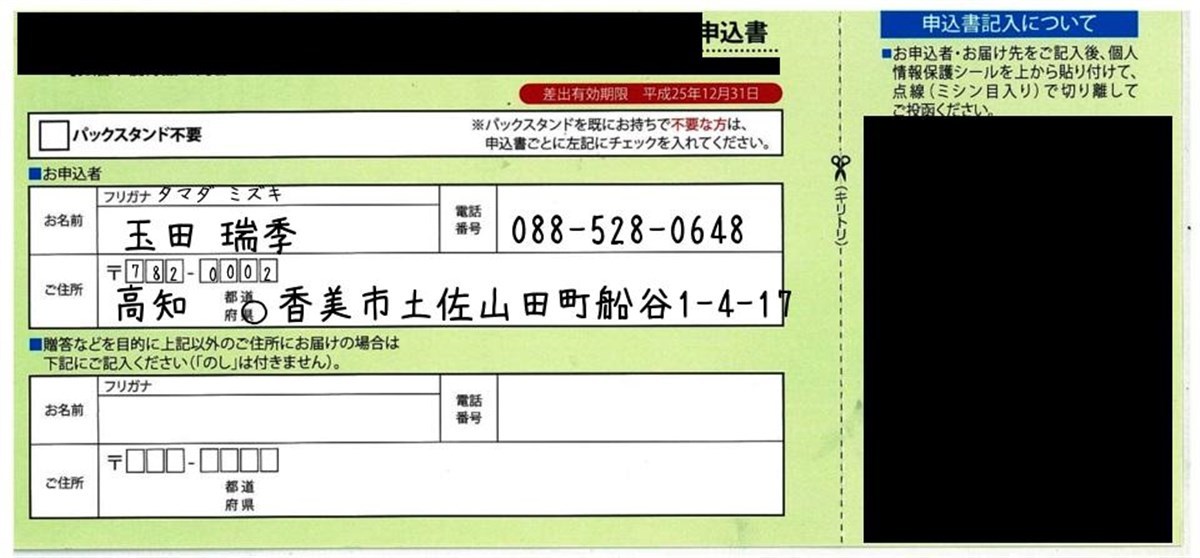 申込書
差出有効期限 平成25年12月31日
パックスタンド不要
※パックスタンドを既にお持ちで不要な方は、
申込書ごとに左記にチェックを入れてください。
■お申込者
お名前
フリガナ タマダ ミズキ
玉田 瑞季
電話
番号
088-528-0648
ご住所
〒782-0002
高知 都道
府県 香美市土佐山田町船谷1-4-17
■贈答などを目的に上記以外のご住所にお届けの場合は
下記にご記入ください(「のし」は付きません)。
お名前
フリガナ
電話
番号
ご住所
〒 -
都道
府県
(キリトリ)
申込書記入について
■お申込者・お届け先をご記入後、個人
情報保護シールを上から貼り付けて、
点線(ミシン目入り)で切り離して
ご投函ください。